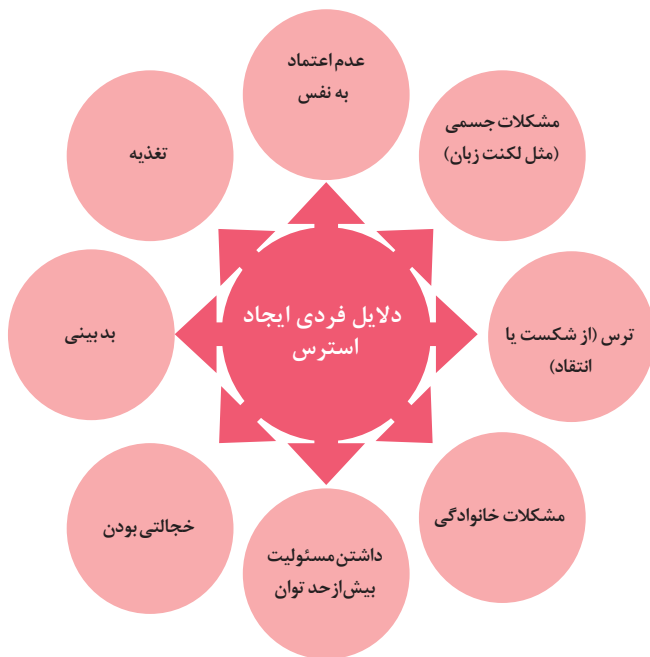 عدم اعتماد
به نفس
مشکلات جسمی
(مثل لکنت زبان)
ترس (از شکست یا
انتقاد)
مشکلات خانوادگی
داشتن مسئولیت
بیش از حد توان
خجالتی بودن
بدبینی
تغذیه
دلایل فردی ایجاد
استرس